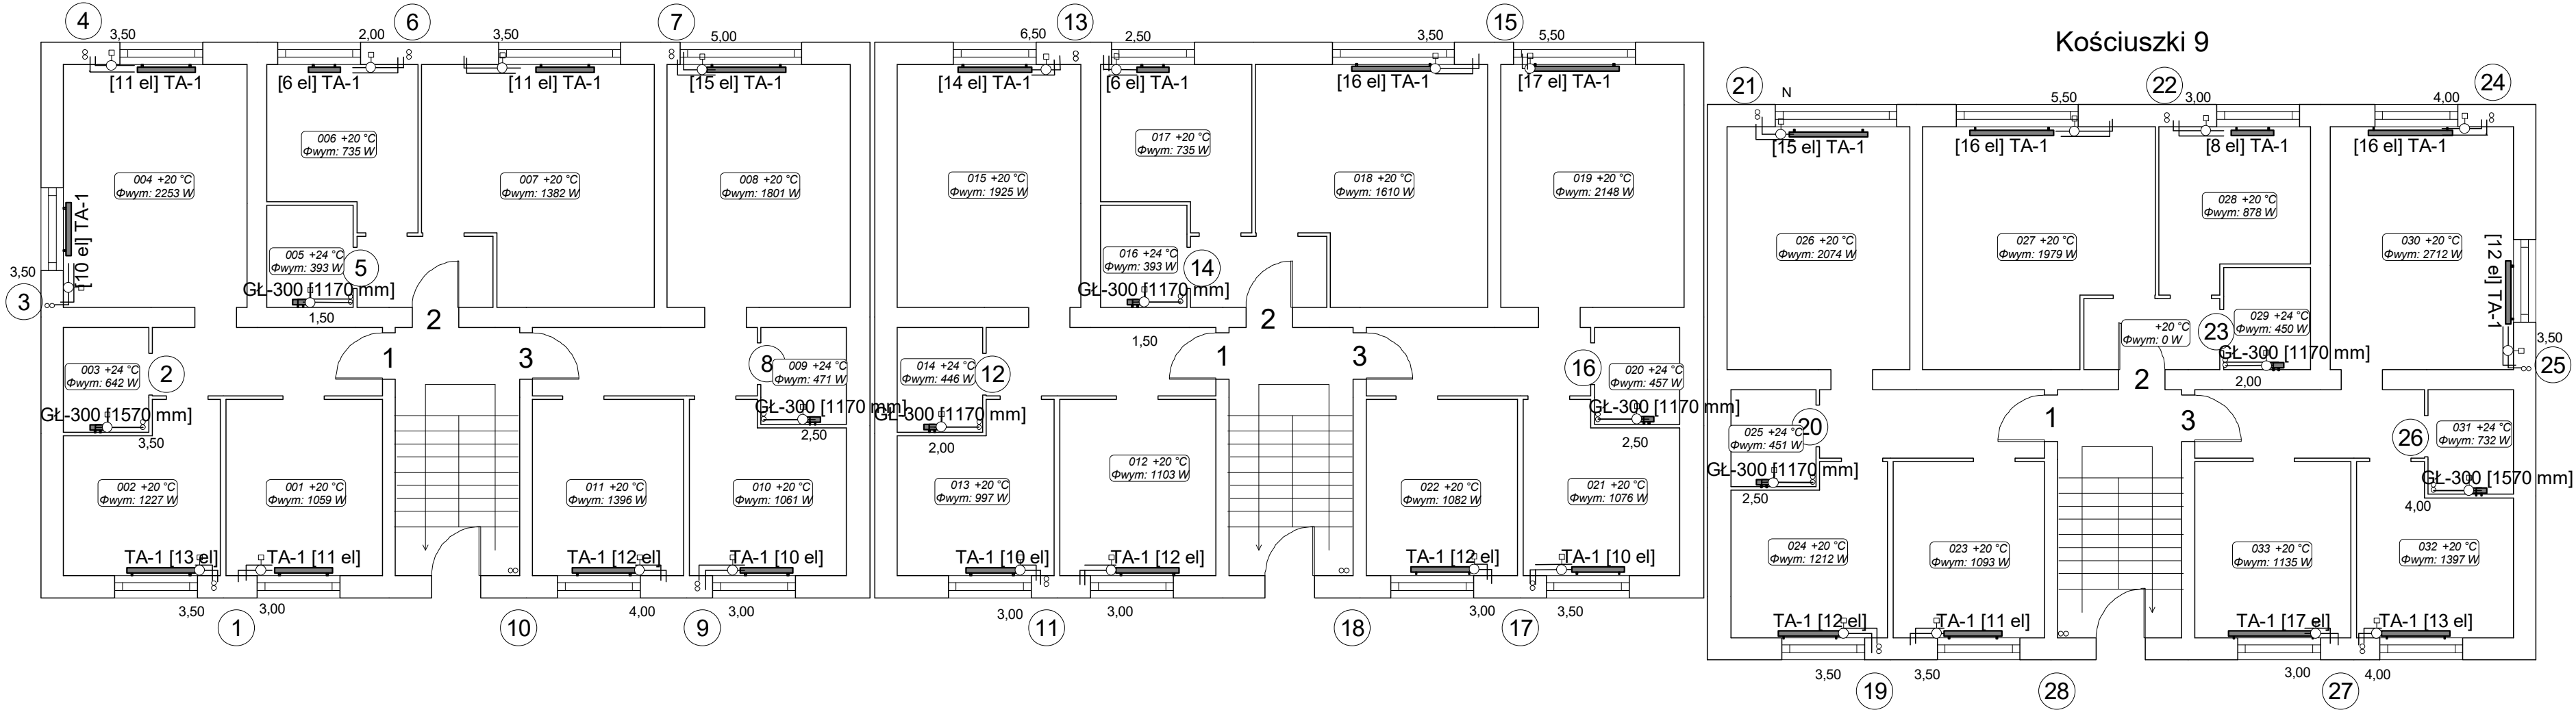 Kościuszki 9
4
3,50
2,00
6
3,50
7
5,00
6,50
13
2,50
3,50
15
5,50
21
N
5,50
22
3,00
4,00
24
[11 el] TA-1
[6 el] TA-1
[11 el] TA-1
[15 el] TA-1
[14 el] TA-1
[6 el] TA-1
[16 el] TA-1
[17 el] TA-1
[15 el] TA-1
[16 el] TA-1
[8 el] TA-1
[16 el] TA-1
006 +20 °C
Φwym: 735 W
017 +20 °C
Φwym: 735 W
004 +20 °C
Φwym: 2253 W
007 +20 °C
Φwym: 1382 W
008 +20 °C
Φwym: 1801 W
015 +20 °C
Φwym: 1925 W
018 +20 °C
Φwym: 1610 W
019 +20 °C
Φwym: 2148 W
028 +20 °C
Φwym: 878 W
026 +20 °C
Φwym: 2074 W
027 +20 °C
Φwym: 1979 W
030 +20 °C
Φwym: 2712 W
[10 el] TA-1
[12 el] TA-1
3,50
3
005 +24 °C
Φwym: 393 W
5
GŁ-300 [1170 mm]
1,50
016 +24 °C
Φwym: 393 W
14
GŁ-300 [1170 mm]
1,50
+20 °C
Φwym: 0 W
23
029 +24 °C
Φwym: 450 W
GŁ-300 [1170 mm]
2,00
3,50
25
2
1
3
2
1
3
2
1
3
003 +24 °C
Φwym: 642 W
2
GŁ-300 [1570 mm]
3,50
8
009 +24 °C
Φwym: 471 W
GŁ-300 [1170 mm]
2,50
014 +24 °C
Φwym: 446 W
12
GŁ-300 [1170 mm]
2,00
16
020 +24 °C
Φwym: 457 W
GŁ-300 [1170 mm]
2,50
20
025 +24 °C
Φwym: 451 W
GŁ-300 [1170 mm]
2,50
26
031 +24 °C
Φwym: 732 W
GŁ-300 [1570 mm]
4,00
002 +20 °C
Φwym: 1227 W
001 +20 °C
Φwym: 1059 W
011 +20 °C
Φwym: 1396 W
010 +20 °C
Φwym: 1061 W
013 +20 °C
Φwym: 997 W
012 +20 °C
Φwym: 1103 W
022 +20 °C
Φwym: 1082 W
021 +20 °C
Φwym: 1076 W
024 +20 °C
Φwym: 1212 W
023 +20 °C
Φwym: 1093 W
033 +20 °C
Φwym: 1135 W
032 +20 °C
Φwym: 1397 W
TA-1 [13 el]
TA-1 [11 el]
TA-1 [12 el]
TA-1 [10 el]
TA-1 [10 el]
TA-1 [12 el]
TA-1 [12 el]
TA-1 [10 el]
TA-1 [12 el]
TA-1 [11 el]
TA-1 [17 el]
TA-1 [13 el]
3,50
1
3,00
10
4,00
9
3,00
3,00
11
3,00
18
3,00
17
3,50
3,50
19
3,50
28
3,00
27
4,00